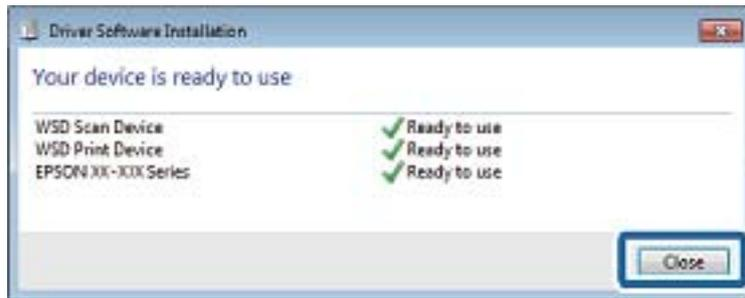 Driver Software Installation
Your device is ready to use
WSD Scan Device Ready to use
WSD Print Device Ready to use
EPSON XX-XXX Series Ready to use
Close